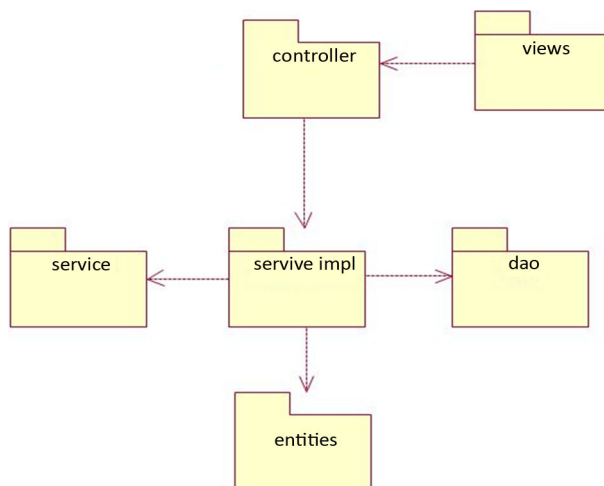 controller
views
service
servive impl
dao
entities